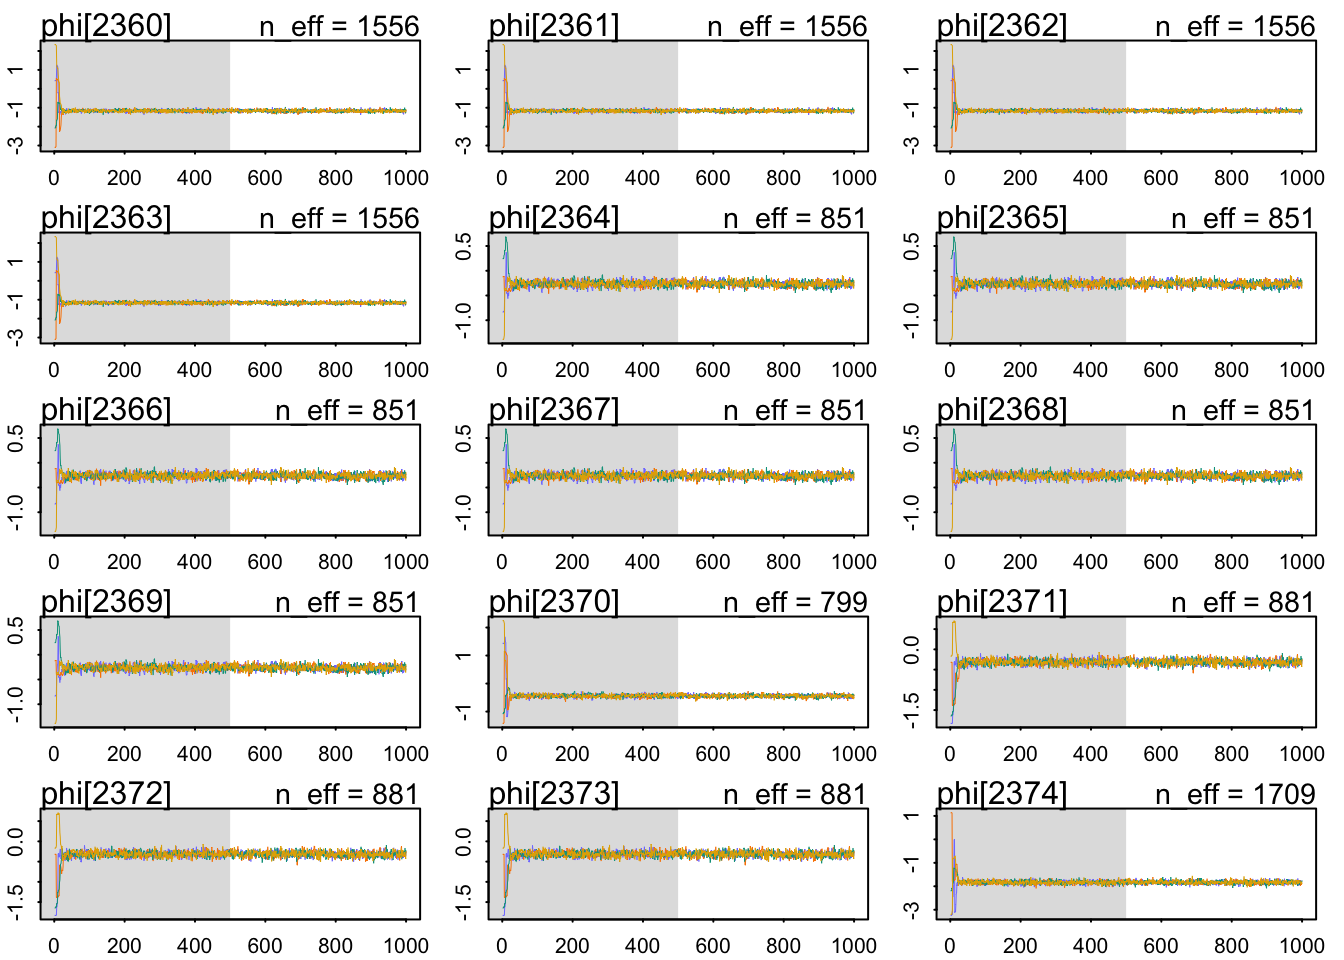 phi[2360] n_eff = 1556 phi[2361] n_eff = 1556 phi[2362] n_eff = 1556
1 -1 -3 1 -1 -3 1 -1 -3
0 200 400 600 800 1000 0 200 400 600 800 1000 0 200 400 600 800 1000
phi[2363] n_eff = 1556 phi[2364] n_eff = 851 phi[2365] n_eff = 851
1 -1 -3 0.5 -1.0 0.5 -1.0
0 200 400 600 800 1000 0 200 400 600 800 1000 0 200 400 600 800 1000
phi[2366] n_eff = 851 phi[2367] n_eff = 851 phi[2368] n_eff = 851
0.5 -1.0 0.5 -1.0 0.5 -1.0
0 200 400 600 800 1000 0 200 400 600 800 1000 0 200 400 600 800 1000
phi[2369] n_eff = 851 phi[2370] n_eff = 799 phi[2371] n_eff = 881
0.5 -1.0 1 -1 0.0 -1.5
0 200 400 600 800 1000 0 200 400 600 800 1000 0 200 400 600 800 1000
phi[2372] n_eff = 881 phi[2373] n_eff = 881 phi[2374] n_eff = 1709
0.0 -1.5 0.0 -1.5 1 -1 -3
0 200 400 600 800 1000 0 200 400 600 800 1000 0 200 400 600 800 1000